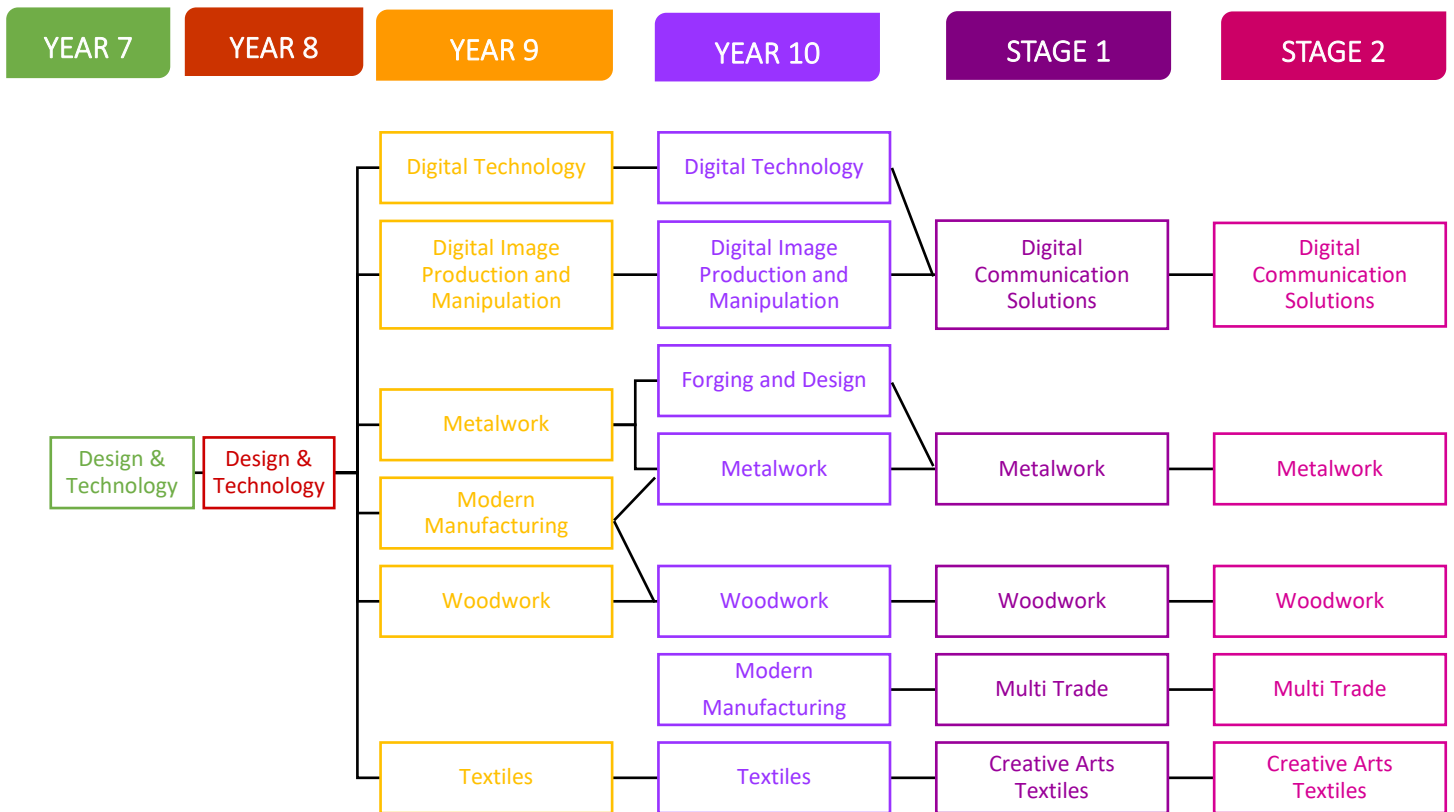 YEAR 7
YEAR 8
YEAR 9
YEAR 10
STAGE 1
STAGE 2
Digital Technology
Digital Technology
Digital Image
Production and
Manipulation
Digital Image
Production and
Manipulation
Digital
Communication
Solutions
Digital
Communication
Solutions
Forging and Design
Metalwork
Design &
Technology
Design &
Technology
Metalwork
Metalwork
Metalwork
Modern
Manufacturing
Woodwork
Woodwork
Woodwork
Woodwork
Modern
Manufacturing
Multi Trade
Multi Trade
Textiles
Textiles
Creative Arts
Textiles
Creative Arts
Textiles